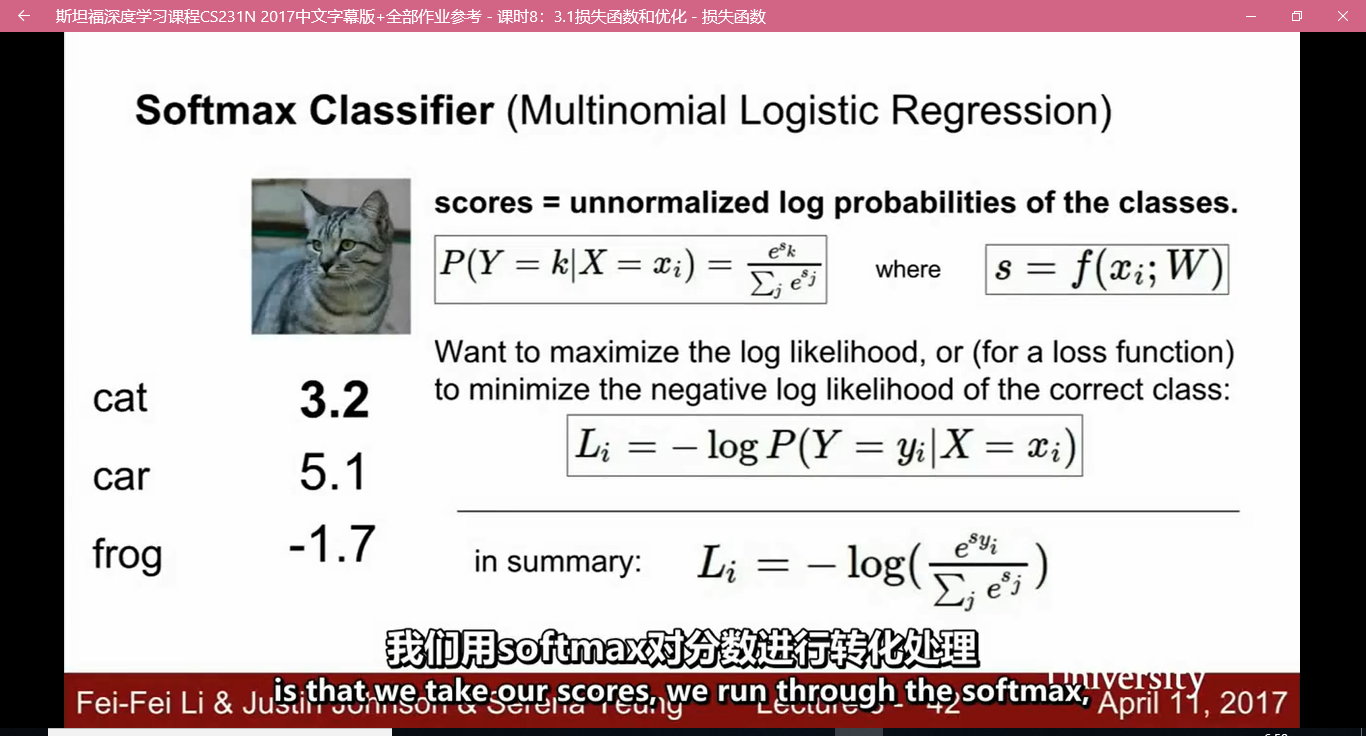 斯坦福深度学习课程CS231N 2017中文字幕版+全部作业参考 - 课时8：3.1损失函数和优化 - 损失函数
Softmax Classifier (Multinomial Logistic Regression)
scores = unnormalized log probabilities of the classes.
P(Y = k|X = x_i) = e^{s_k} / ∑_j e^{s_j} where s = f(x_i; W)
Want to maximize the log likelihood, or (for a loss function)
to minimize the negative log likelihood of the correct class:
cat 3.2
L_i = − log P(Y = y_i|X = x_i)
car 5.1
frog -1.7
in summary: L_i = − log(e^{s_{y_i}} / ∑_j e^{s_j})
我们用softmax对分数进行转化处理
University
is that we take our scores, we run through the softmax,
Fei-Fei Li & Justin Johnson & Serena Yeung Lecture 42 April 11, 2017